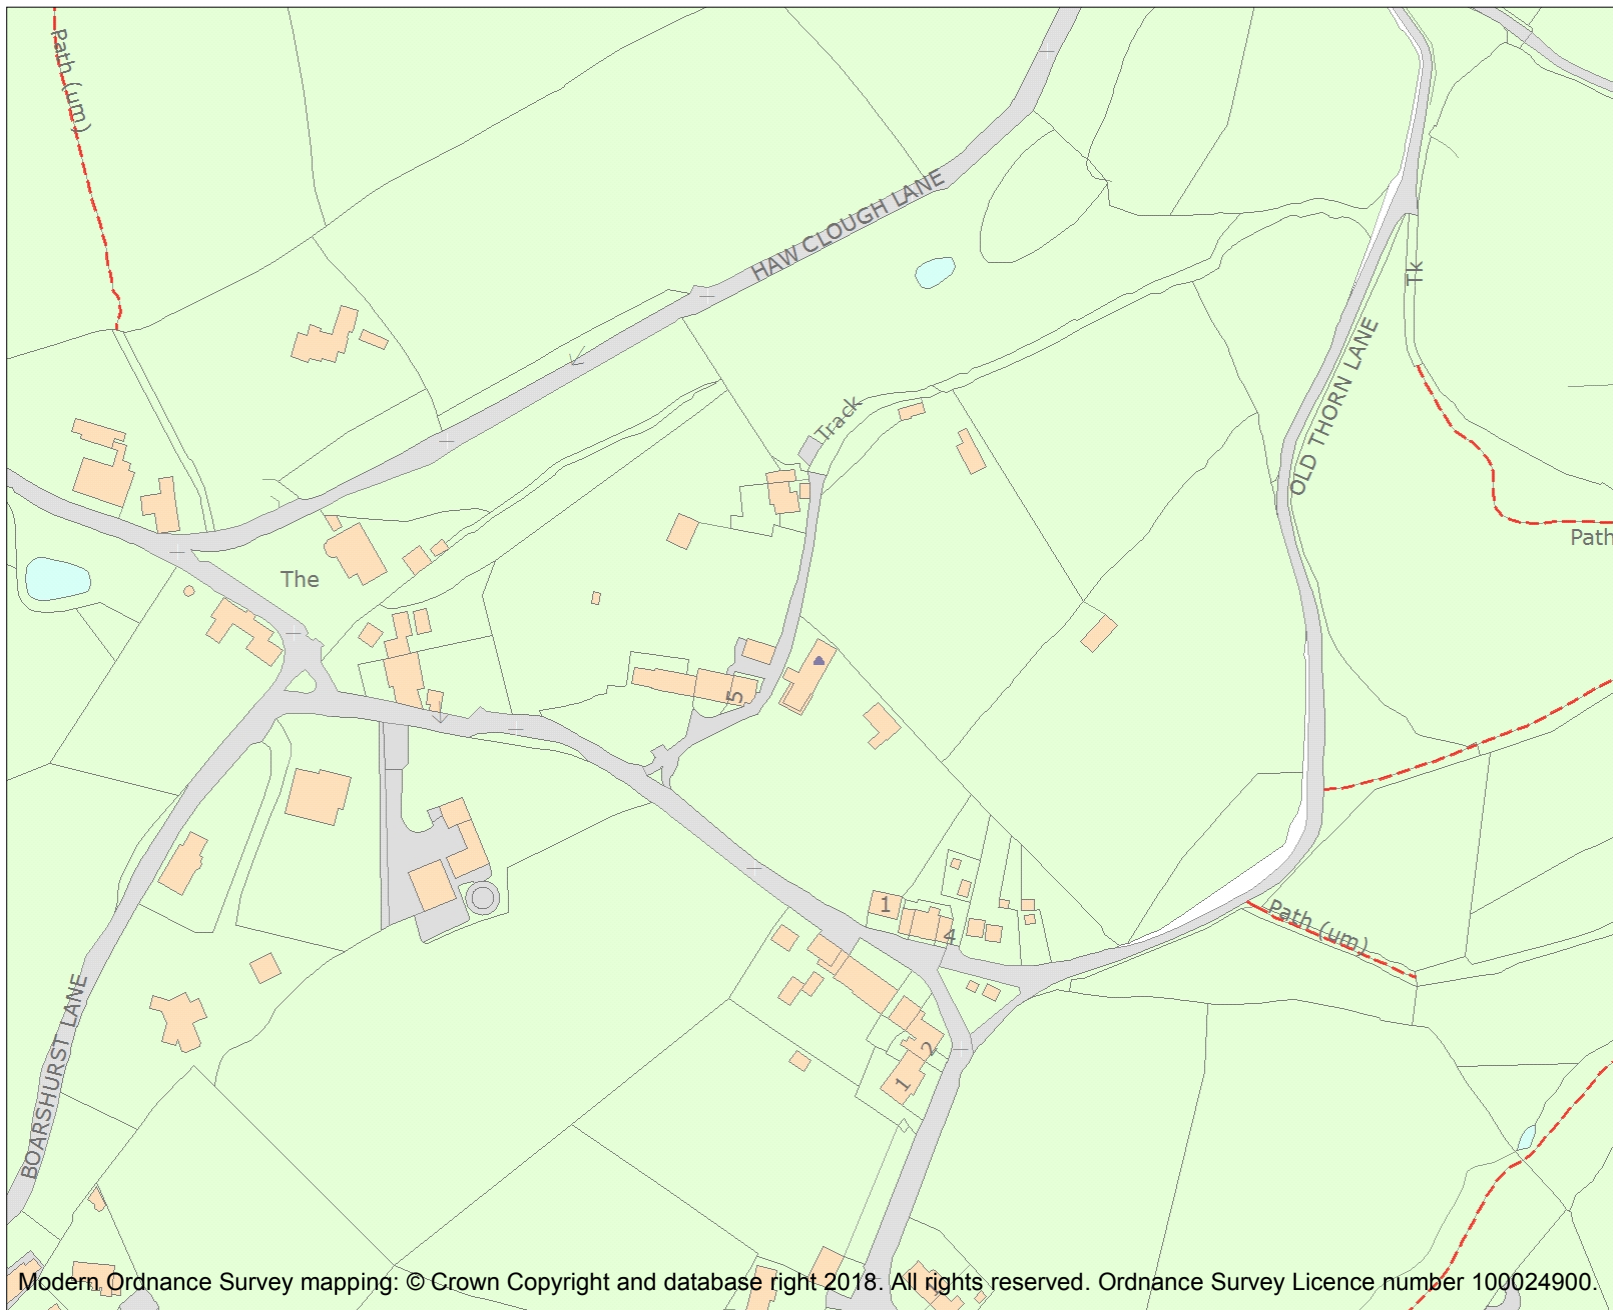 Path (um)
HAW CLOUGH LANE
Tk
OLD THORN LANE
Track
Path
The
5
1
4
Path (um)
BOARSHURST LANE
2
1
Modern Ordnance Survey mapping: © Crown Copyright and database right 2018. All rights reserved. Ordnance Survey Licence number 100024900.